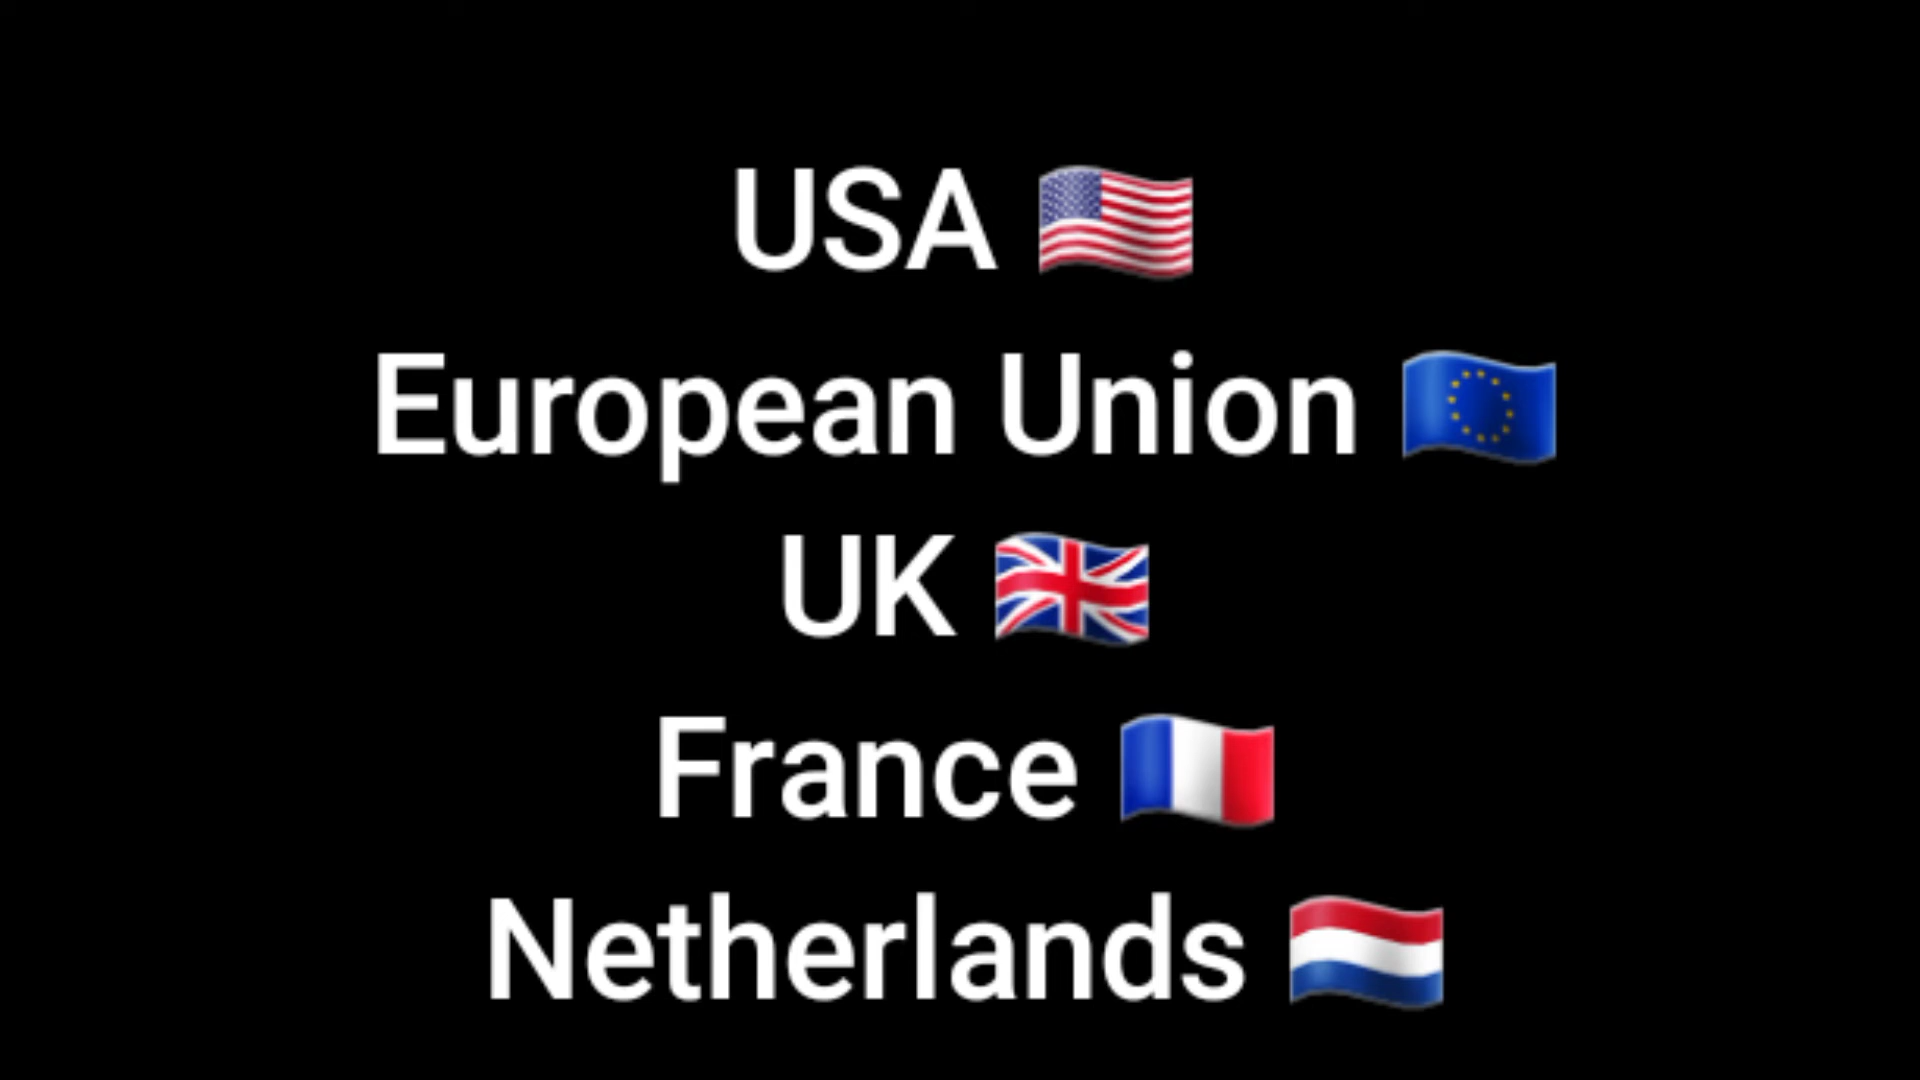 USA 🇺🇸
European Union 🇪🇺
UK 🇬🇧
France 🇫🇷
Netherlands 🇳🇱